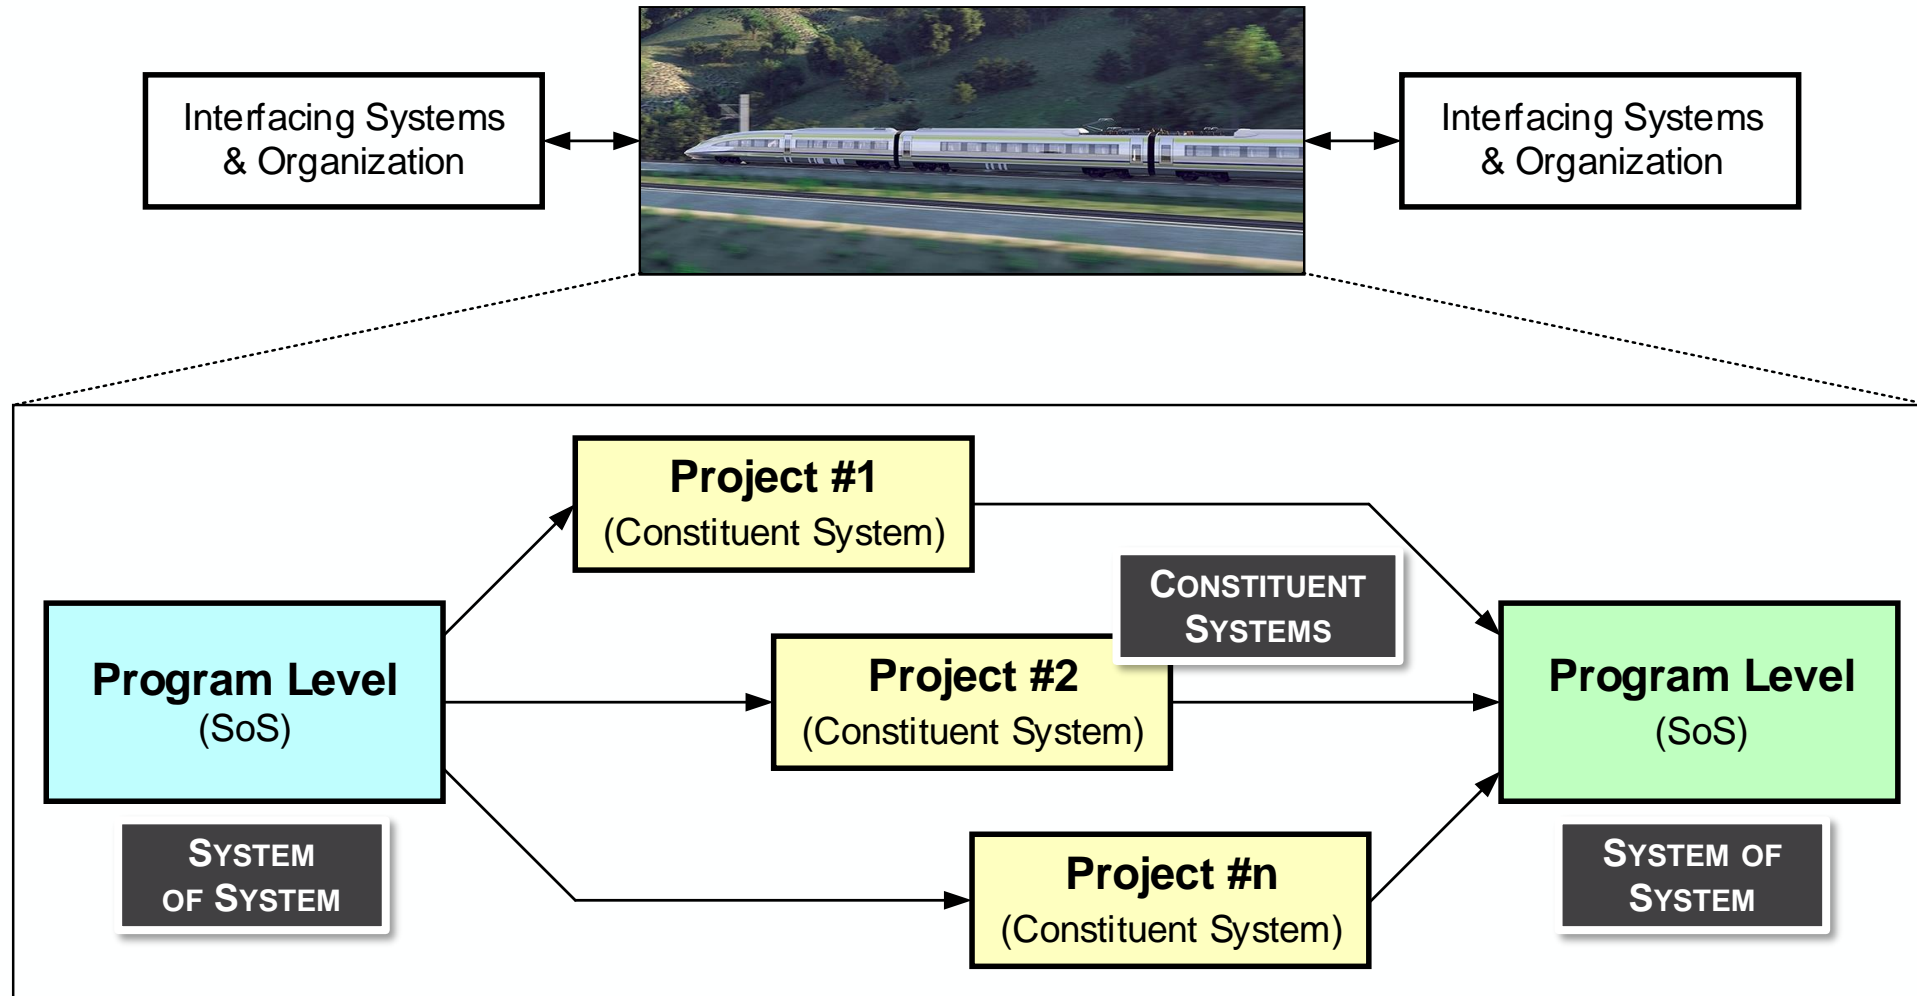 Interfacing Systems
& Organization
Interfacing Systems
& Organization
Project #1
(Constituent System)
CONSTITUENT
SYSTEMS
Program Level
(SoS)
Project #2
(Constituent System)
Program Level
(SoS)
SYSTEM
OF SYSTEM
Project #n
(Constituent System)
SYSTEM OF
SYSTEM